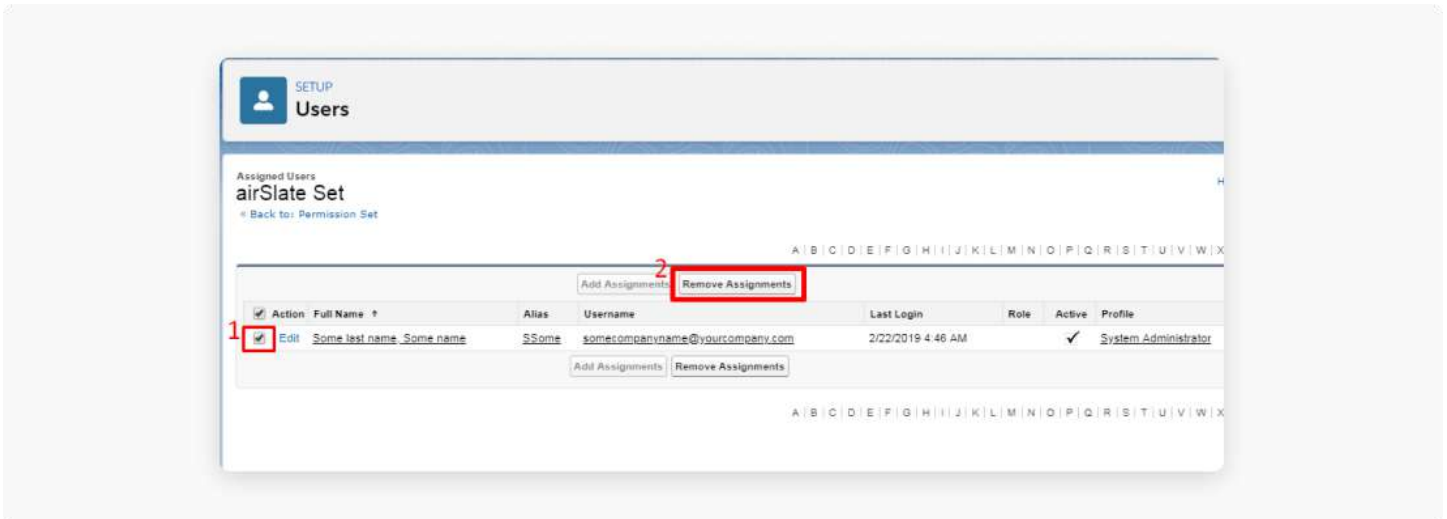 SETUP
Users
Assigned Users
airSlate Set
« Back to: Permission Set
H
A | B | C | D | E | F | G | H | I | J | K | L | M | N | O | P | Q | R | S | T | U | V | W | X
2
Add Assignments Remove Assignments
Action Full Name ↑ Alias Username Last Login Role Active Profile
1 Edit Some last name, Some name SSome somecompanyname@yourcompany.com 2/22/2019 4:46 AM ✓ System Administrator
Add Assignments Remove Assignments
A | B | C | D | E | F | G | H | I | J | K | L | M | N | O | P | Q | R | S | T | U | V | W | X